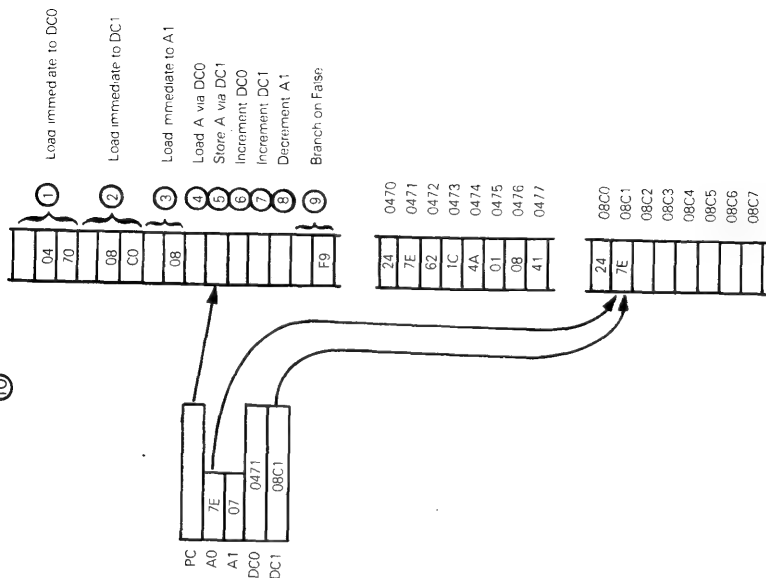 ⑩
04
70
① Load immediate to DC0
08
C0
② Load immediate to DC1
08
③ Load immediate to A1
④ Load A via DC0
⑤ Store A via DC1
⑥ Increment DC0
⑦ Increment DC1
⑧ Decrement A1
F9
⑨ Branch on False
PC
A0 7E
A1 07
DC0 0471
DC1 08C1
24 0470
7E 0471
62 0472
1C 0473
4A 0474
01 0475
08 0476
41 0477
24 08C0
7E 08C1
08C2
08C3
08C4
08C5
08C6
08C7